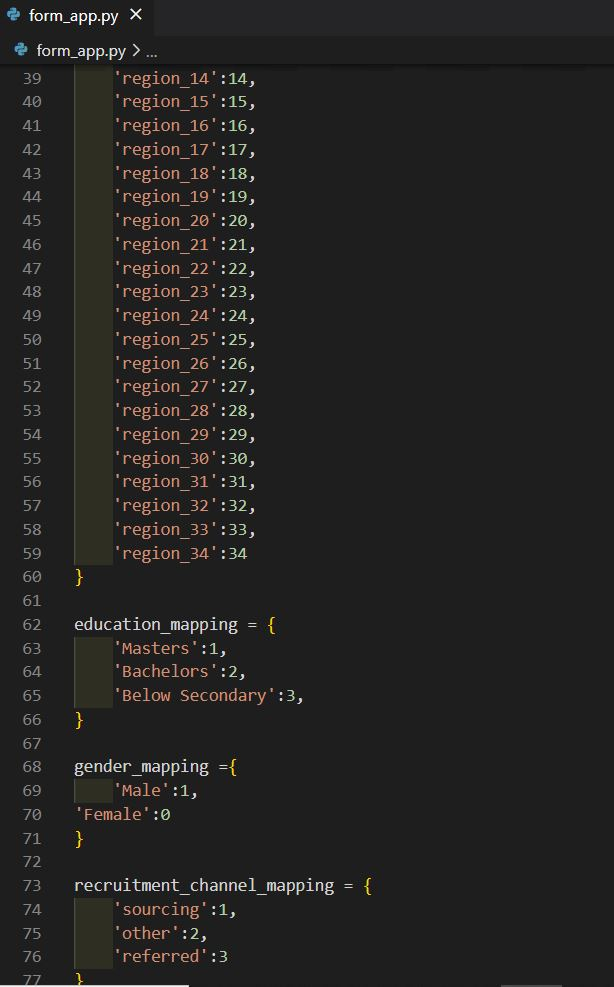 form_app.py ×
form_app.py > ...
39 'region_14':14,
40 'region_15':15,
41 'region_16':16,
42 'region_17':17,
43 'region_18':18,
44 'region_19':19,
45 'region_20':20,
46 'region_21':21,
47 'region_22':22,
48 'region_23':23,
49 'region_24':24,
50 'region_25':25,
51 'region_26':26,
52 'region_27':27,
53 'region_28':28,
54 'region_29':29,
55 'region_30':30,
56 'region_31':31,
57 'region_32':32,
58 'region_33':33,
59 'region_34':34
60 }
61
62 education_mapping = {
63 'Masters':1,
64 'Bachelors':2,
65 'Below Secondary':3,
66 }
67
68 gender_mapping ={
69 'Male':1,
70 'Female':0
71 }
72
73 recruitment_channel_mapping = {
74 'sourcing':1,
75 'other':2,
76 'referred':3
77 }